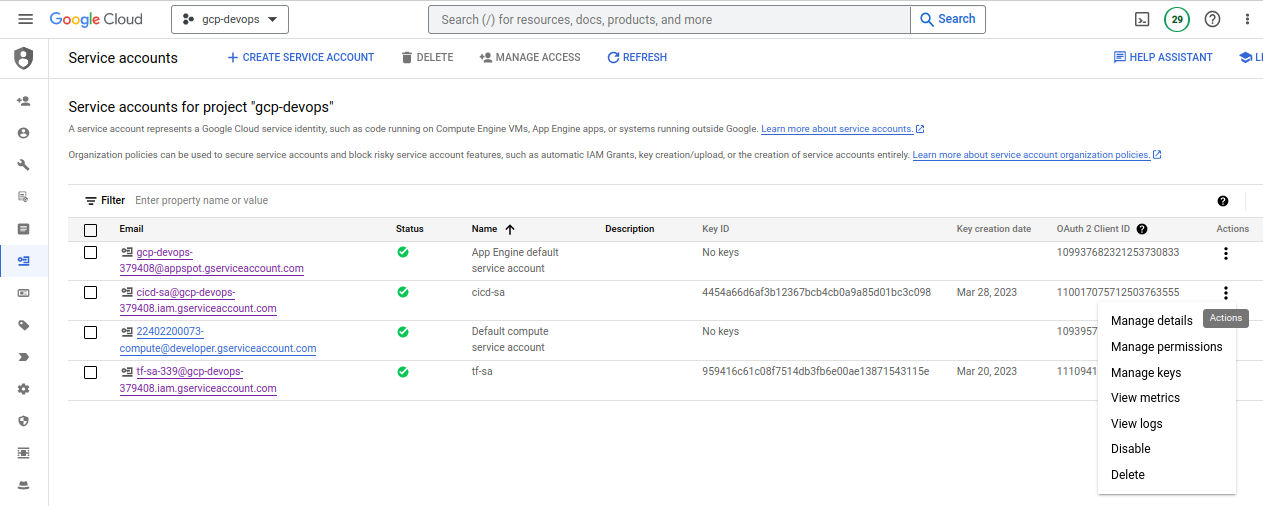 Google Cloud
gcp-devops
Search (/) for resources, docs, products, and more
Search
29
Service accounts
CREATE SERVICE ACCOUNT
DELETE
MANAGE ACCESS
REFRESH
HELP ASSISTANT
Service accounts for project "gcp-devops"
A service account represents a Google Cloud service identity, such as code running on Compute Engine VMs, App Engine apps, or systems running outside Google. Learn more about service accounts.
Organization policies can be used to secure service accounts and block risky service account features, such as automatic IAM Grants, key creation/upload, or the creation of service accounts entirely. Learn more about service account organization policies.
Filter Enter property name or value
Email Status Name Description Key ID Key creation date OAuth 2 Client ID Actions
gcp-devops- App Engine default No keys 109937682321253730833
379408@appspot.gserviceaccount.com service account
cicd-sa@gcp-devops- cicd-sa 4454a66d6af3b12367bcb4cb0a9a85d01bc3c098 Mar 28, 2023 110017075712503763555
379408.iam.gserviceaccount.com
22402200073- Default compute No keys 1093957
compute@developer.gserviceaccount.com service account
tf-sa-339@gcp-devops- tf-sa 959416c61c08f7514db3fb6e00ae13871543115e Mar 20, 2023 1110941
379408.iam.gserviceaccount.com
Actions
Manage details
Manage permissions
Manage keys
View metrics
View logs
Disable
Delete